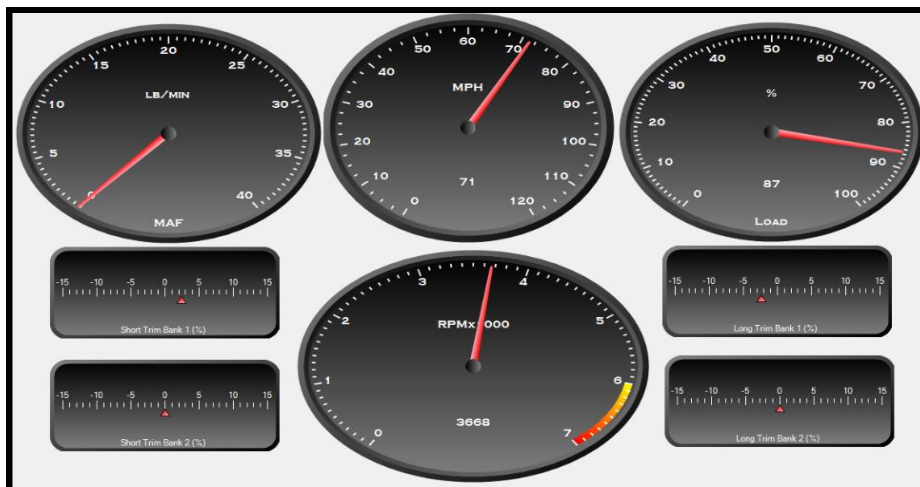 0 5 10 15 20 25 30 35 40
LB/MIN
MAF
0 10 20 30 40 50 60 70 80 90 100 110 120
MPH
71
0 10 20 30 40 50 60 70 80 90 100
%
87
LOAD
-15 -10 -5 0 5 10 15
Short Trim Bank 1 (%)
-15 -10 -5 0 5 10 15
Short Trim Bank 2 (%)
0 1 2 3 4 5 6 7
RPMx1000
3668
-15 -10 -5 0 5 10 15
Long Trim Bank 1 (%)
-15 -10 -5 0 5 10 15
Long Trim Bank 2 (%)